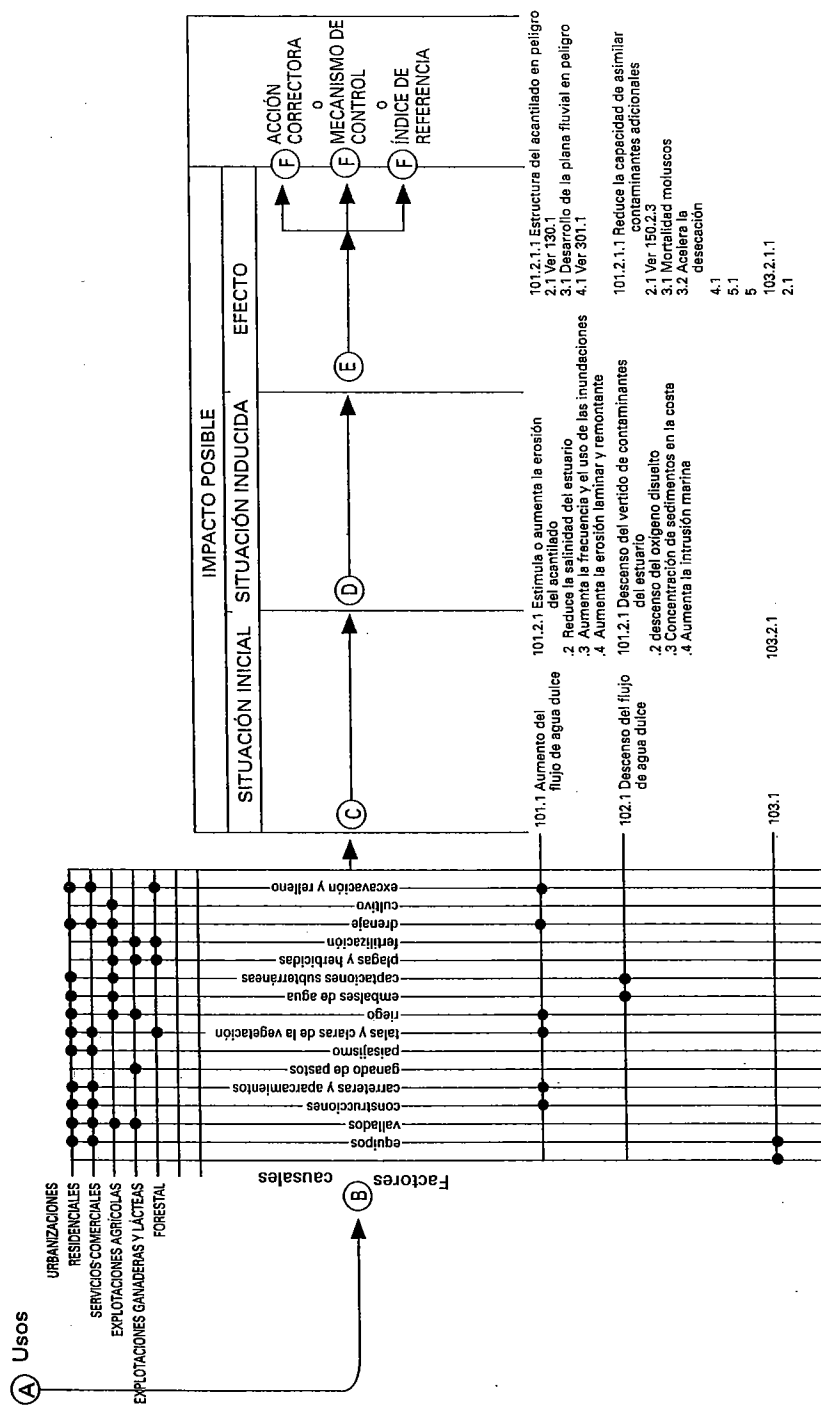 A Usos
URBANIZACIONES
RESIDENCIALES
SERVICIOS COMERCIALES
EXPLOTACIONES AGRÍCOLAS
EXPLOTACIONES GANADERAS Y LÁCTEAS
FORESTAL
B
Factores
causales
equipos
vallados
construcciones
carreteras y aparcamientos
ganado de pastos
paisajismo
talas y claras de la vegetación
riego
embalses de agua
captaciones subterráneas
plagas y herbicidas
fertilización
drenaje
cultivo
excavación y relleno
IMPACTO POSIBLE
SITUACIÓN INICIAL
SITUACIÓN INDUCIDA
EFECTO
C
D
E
F ACCIÓN
CORRECTORA
o
F MECANISMO DE
CONTROL
o
F ÍNDICE DE
REFERENCIA
101.1 Aumento del
flujo de agua dulce
102.1 Descenso del flujo
de agua dulce
103.1
101.2.1 Estimula o aumenta la erosión
del acantilado
.2 Reduce la salinidad del estuario
.3 Aumenta la frecuencia y el uso de las inundaciones
.4 Aumenta la erosión laminar y remontante
101.2.1 Descenso del vertido de contaminantes
del estuario
.2 descenso del oxígeno disuelto
.3 Concentración de sedimentos en la costa
.4 Aumenta la intrusión marina
103.2.1
101.2.1.1 Estructura del acantilado en peligro
2.1 Ver 130.1
3.1 Desarrollo de la plana fluvial en peligro
4.1 Ver 301.1
101.2.1.1 Reduce la capacidad de asimilar
contaminantes adicionales
2.1 Ver 150.2.3
3.1 Mortalidad moluscos
3.2 Acelera la
desecación
4.1
5.1
5
103.2.1.1
2.1